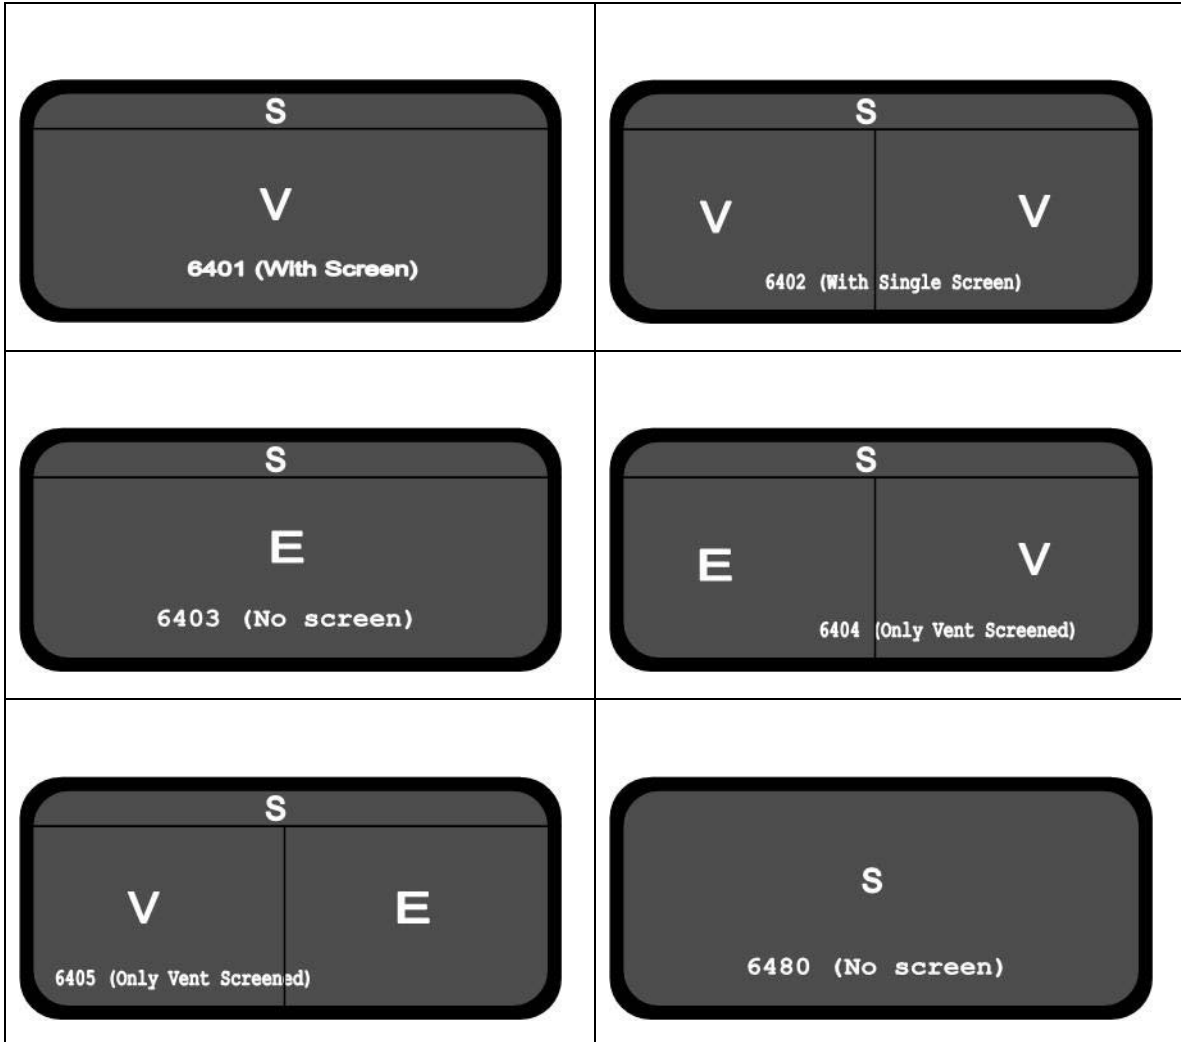 S
V
6401 (With Screen)
S
V V
6402 (With Single Screen)
S
E
6403 (No screen)
S
E V
6404 (Only Vent Screened)
S
V E
6405 (Only Vent Screened)
S
6480 (No screen)